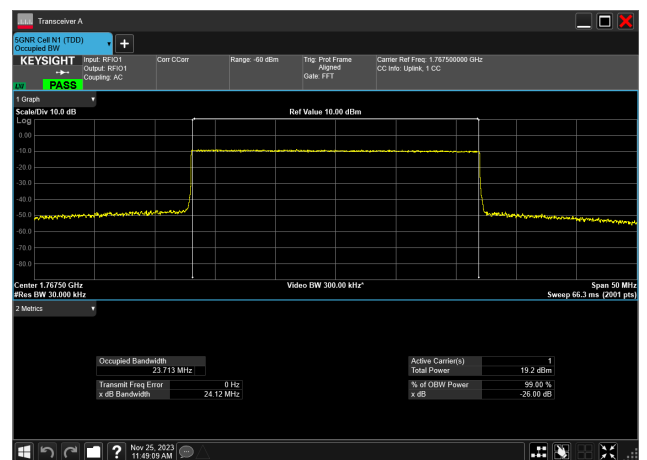 Transceiver A
5GNR Cell N1 (TDD)
Occupied BW
KEYSIGHT
LV PASS
Input: RFIO1
Output: RFIO1
Coupling: AC
Corr CCorr
Range: -60 dBm
Trig: Prot Frame
Aligned
Gate: FFT
Carrier Ref Freq: 1.767500000 GHz
CC Info: Uplink, 1 CC
1 Graph
Scale/Div 10.0 dB Ref Value 10.00 dBm
Log
0.00
-10.0
-20.0
-30.0
-40.0
-50.0
-60.0
-70.0
-80.0
Center 1.76750 GHz Video BW 300.00 kHz* Span 50 MHz
#Res BW 30.000 kHz Sweep 66.3 ms (2001 pts)
2 Metrics
Occupied Bandwidth
23.713 MHz
Transmit Freq Error 0 Hz
x dB Bandwidth 24.12 MHz
Active Carrier(s) 1
Total Power 19.2 dBm
% of OBW Power 99.00 %
x dB -26.00 dB
Nov 25, 2023
11:49:09 AM